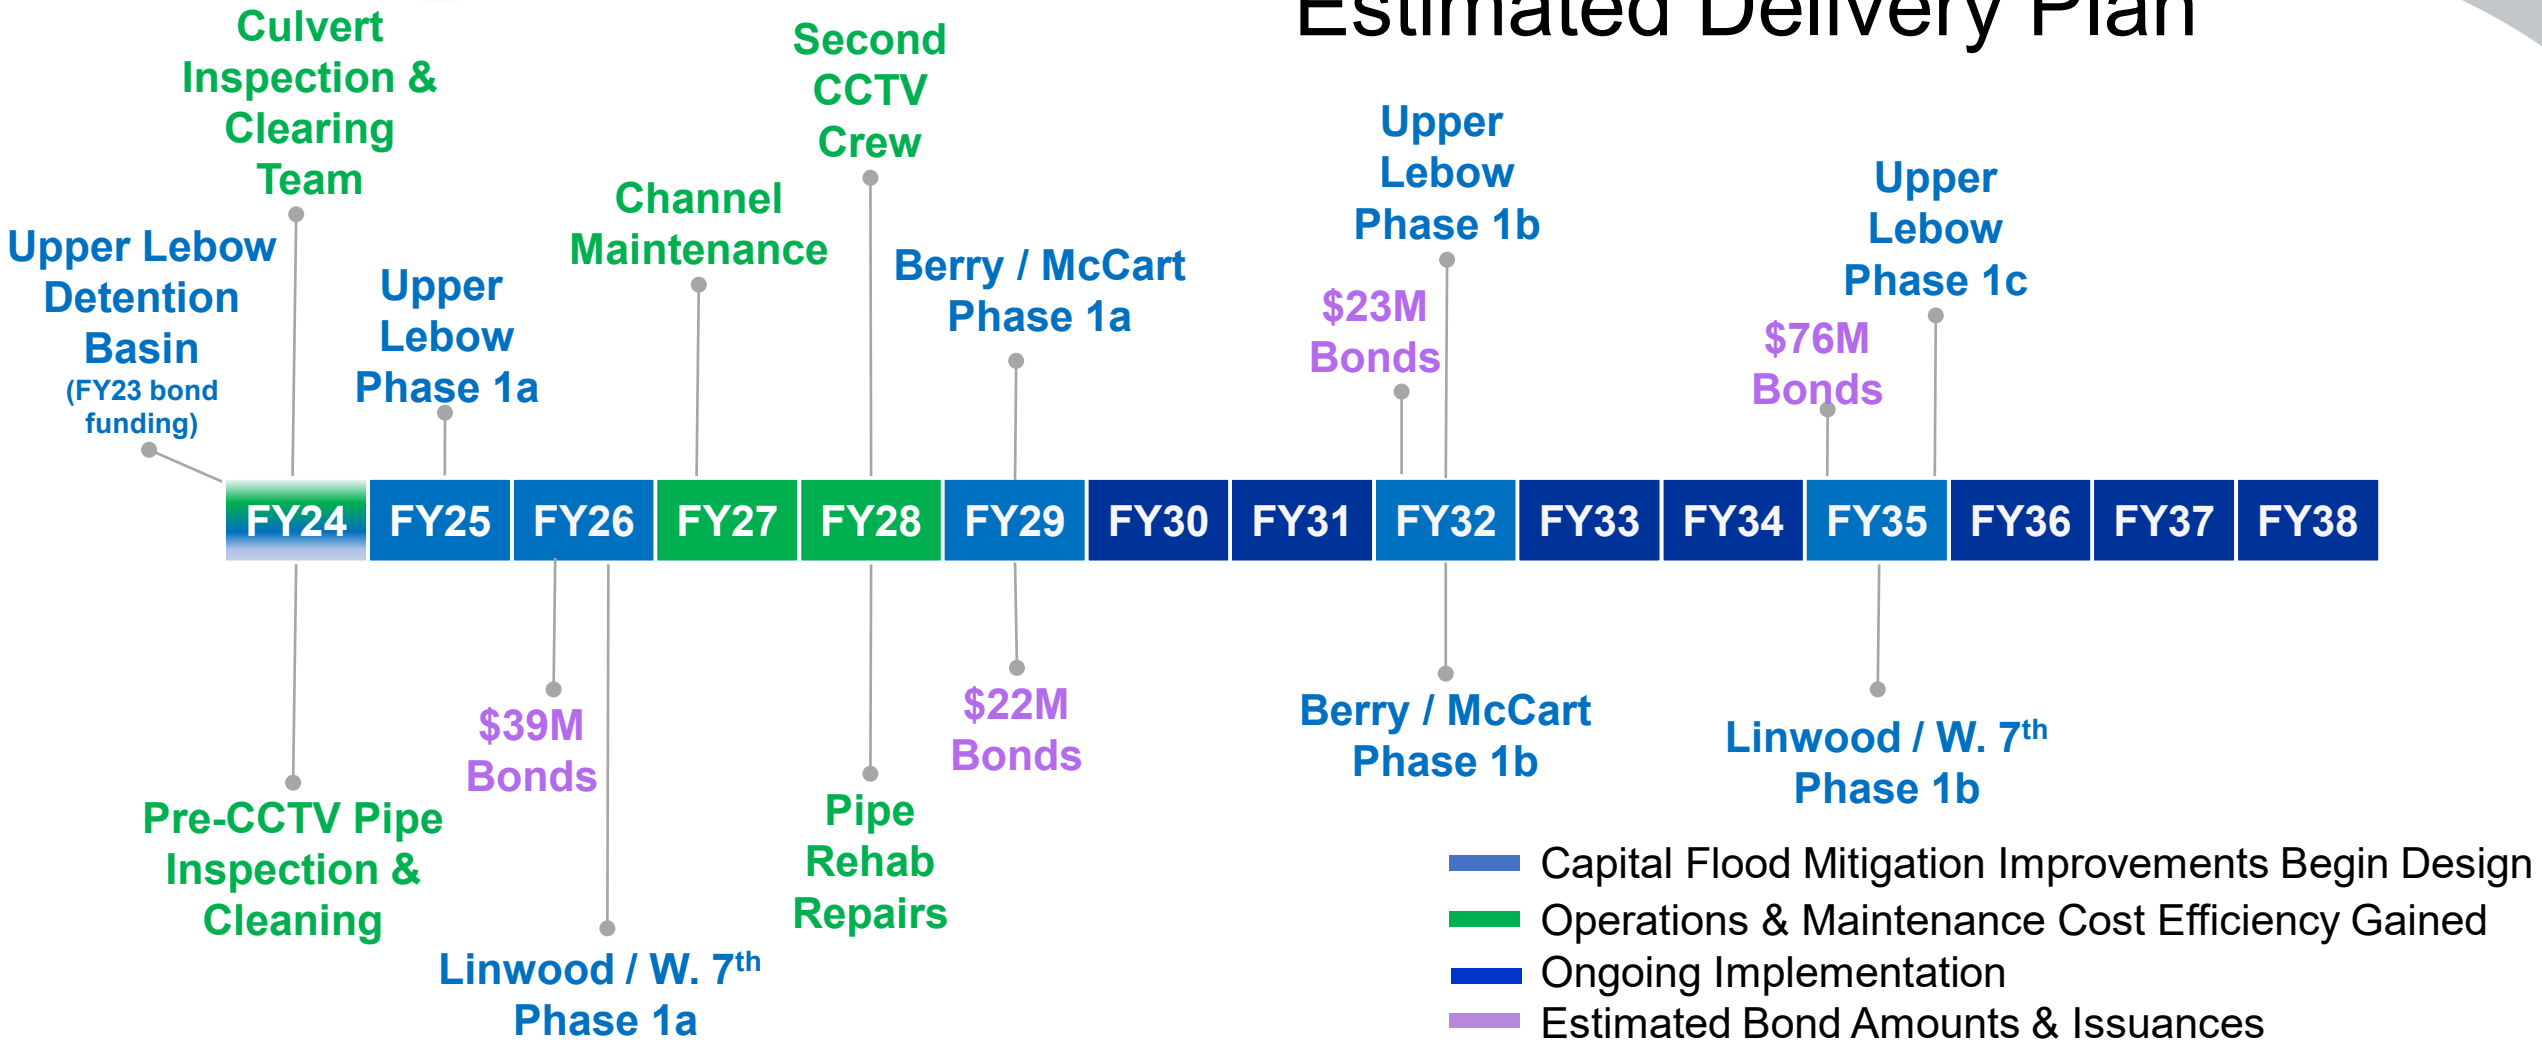 Estimated Delivery Plan
Culvert
Inspection &
Clearing
Team
Second
CCTV
Crew
Upper
Lebow
Phase 1b
Upper
Lebow
Phase 1c
Channel
Maintenance
Upper Lebow
Detention
Basin
(FY23 bond
funding)
Upper
Lebow
Phase 1a
Berry / McCart
Phase 1a
$23M
Bonds
$76M
Bonds
FY24 FY25 FY26 FY27 FY28 FY29 FY30 FY31 FY32 FY33 FY34 FY35 FY36 FY37 FY38
$39M
Bonds
$22M
Bonds
Berry / McCart
Phase 1b
Linwood / W. 7th
Phase 1b
Pre-CCTV Pipe
Inspection &
Cleaning
Pipe
Rehab
Repairs
Linwood / W. 7th
Phase 1a
Capital Flood Mitigation Improvements Begin Design
Operations & Maintenance Cost Efficiency Gained
Ongoing Implementation
Estimated Bond Amounts & Issuances